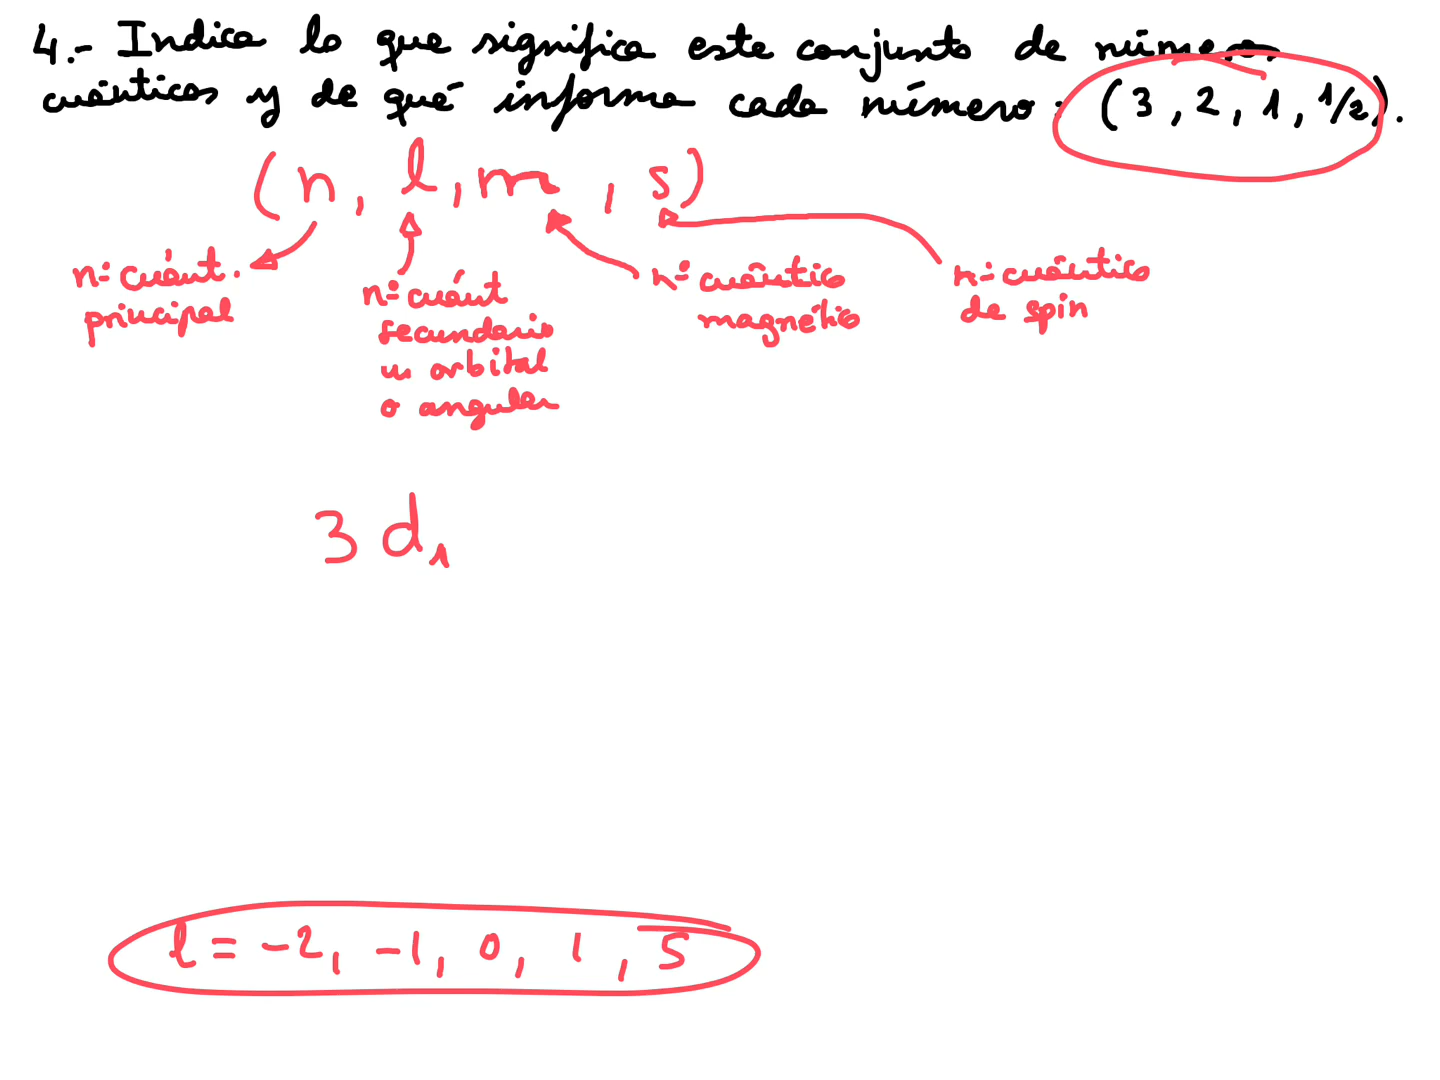 4.- Indica lo que significa este conjunto de números
cuánticos y de qué informa cada número: (3, 2, 1, 1/2).
(n, l, m, s)
nº cuánt.
principal
nº cuánt
secundario
u orbital
o angular
nº cuántico
magnético
nº cuántico
de spin
3 d1
l = -2, -1, 0, 1, 5